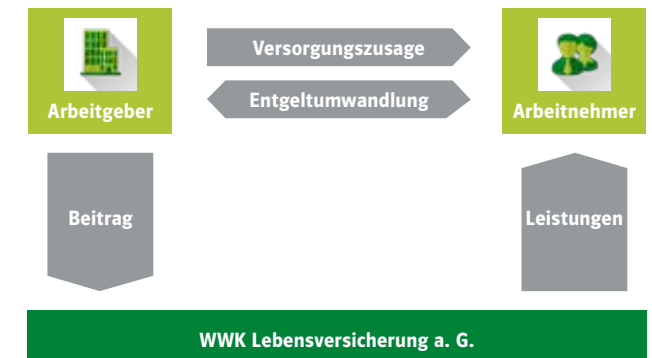 Versorgungszusage
Entgeltumwandlung
Arbeitgeber
Arbeitnehmer
Beitrag
Leistungen
WWK Lebensversicherung a. G.